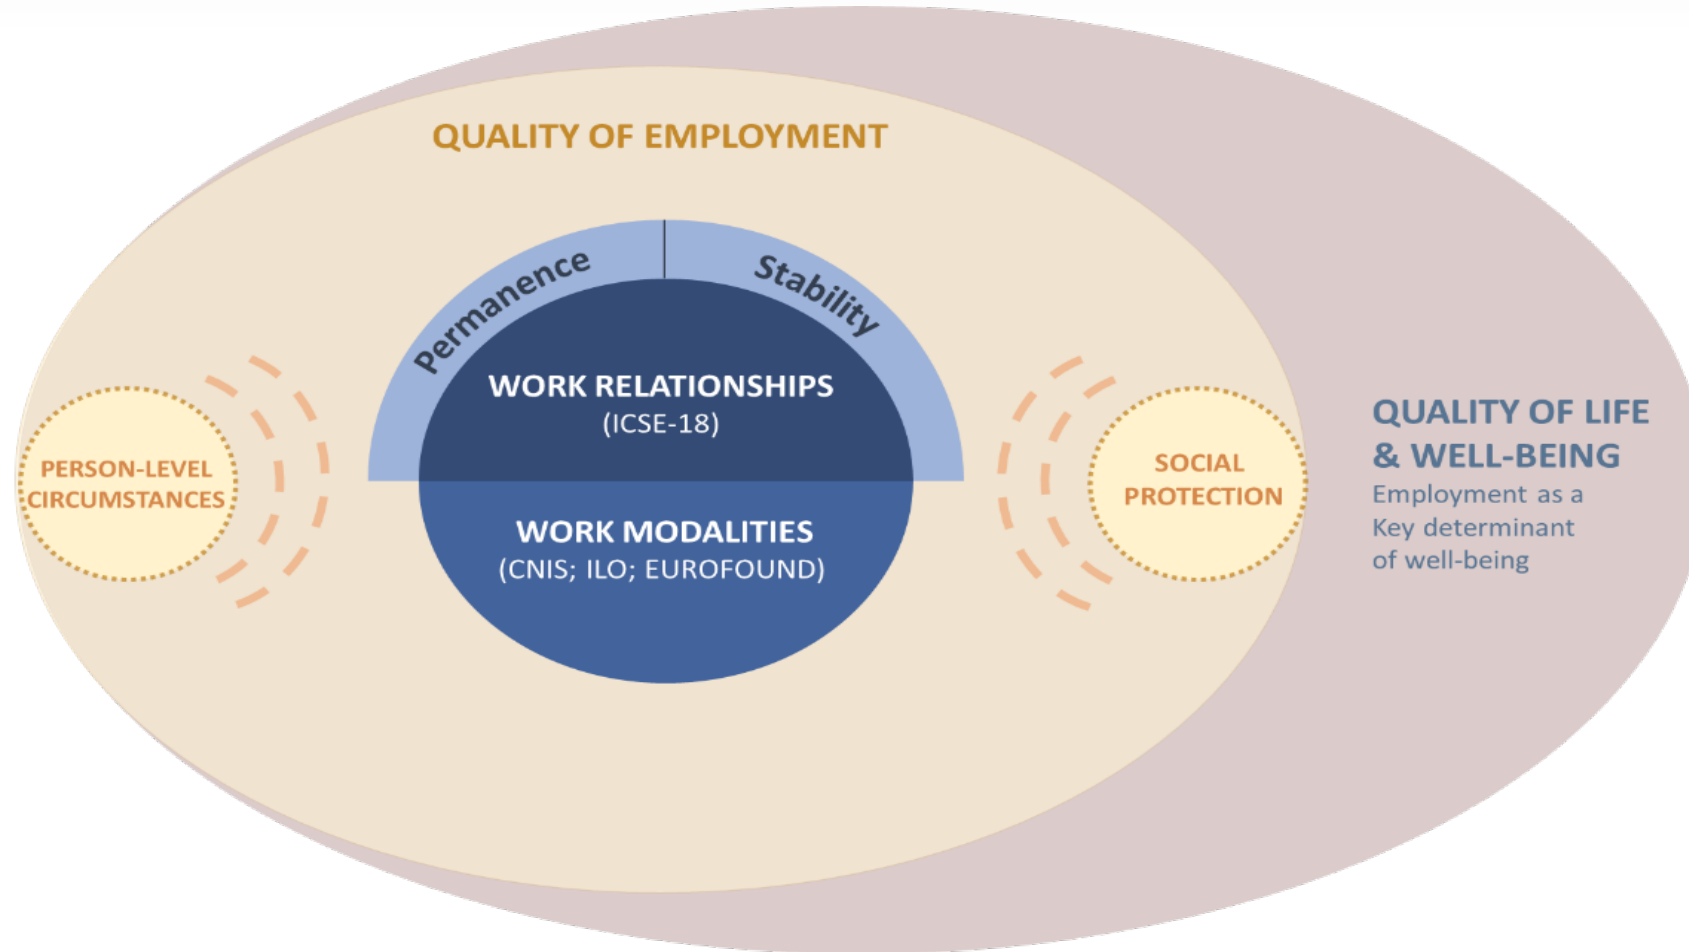 QUALITY OF EMPLOYMENT
Permanence
Stability
WORK RELATIONSHIPS
(ICSE-18)
WORK MODALITIES
(CNIS; ILO; EUROFOUND)
PERSON-LEVEL
CIRCUMSTANCES
SOCIAL
PROTECTION
QUALITY OF LIFE
& WELL-BEING
Employment as a
Key determinant
of well-being